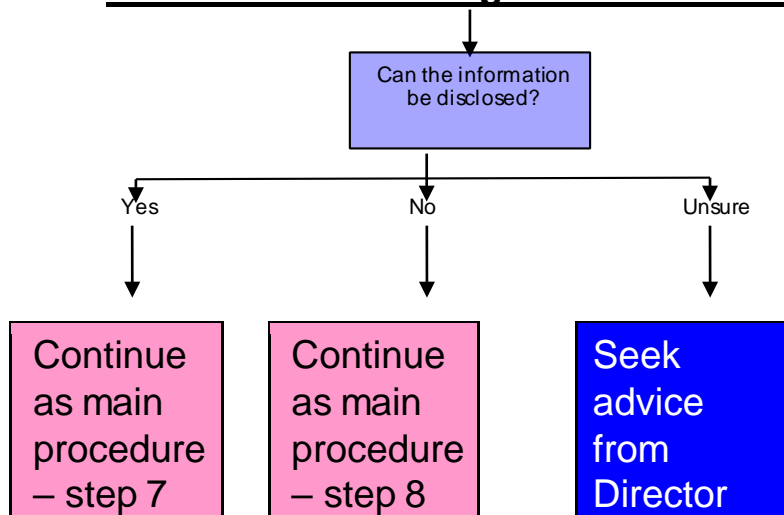 Can the information
be disclosed?
Yes
No
Unsure
Continue
as main
procedure
– step 7
Continue
as main
procedure
– step 8
Seek
advice
from
Director